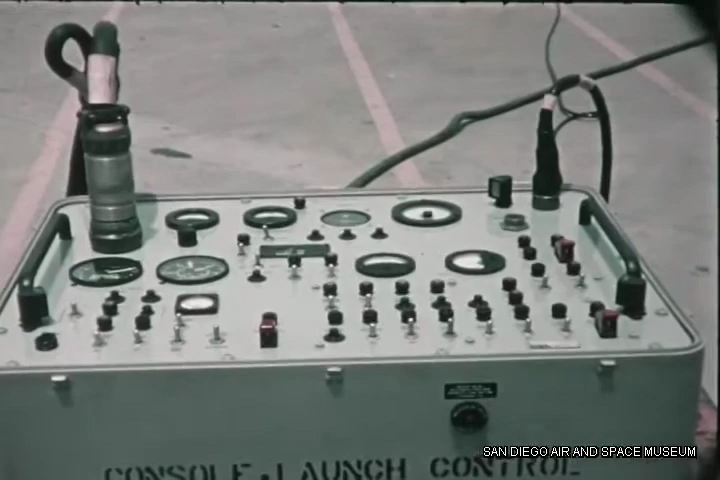 SAN DIEGO AIR AND SPACE MUSEUM
CONSOLE, LAUNCH CONTROL